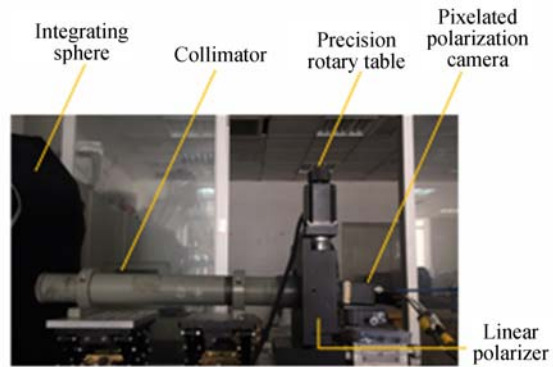 Integrating
sphere
Collimator
Precision
rotary table
Pixelated
polarization
camera
Linear
polarizer